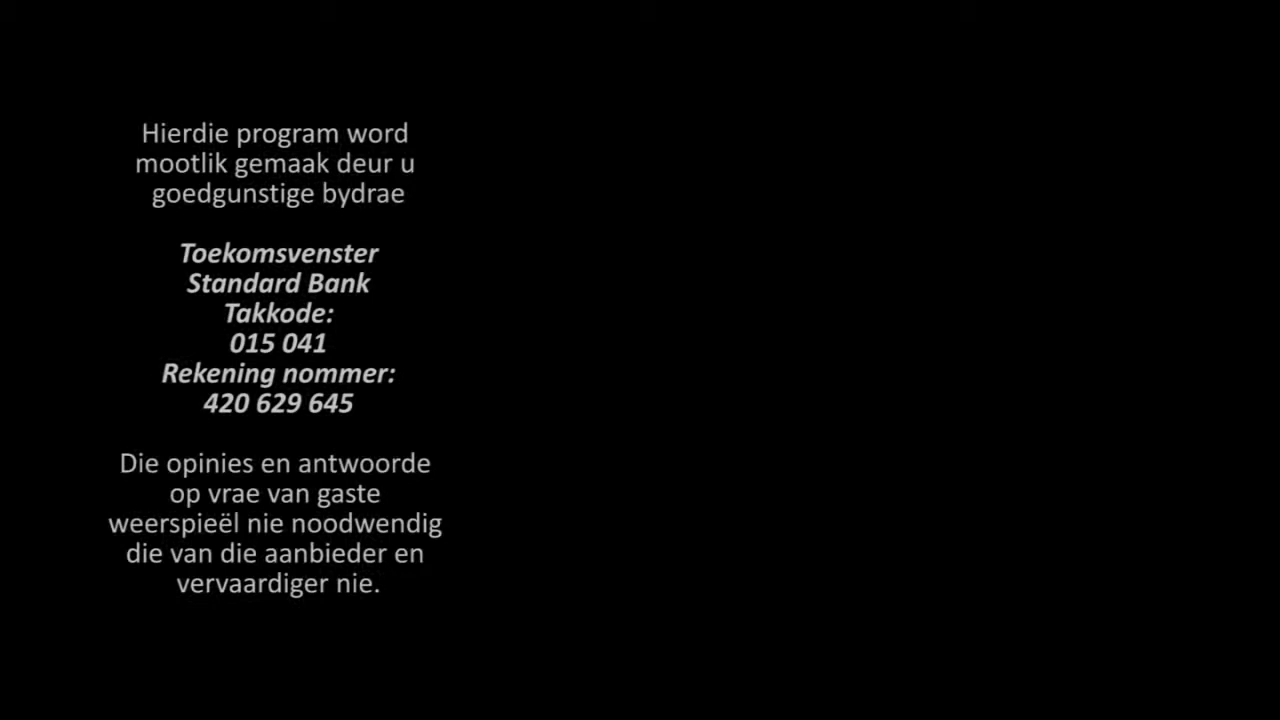 Hierdie program word
mootlik gemaak deur u
goedgunstige bydrae
Toekomsvenster
Standard Bank
Takkode:
015 041
Rekening nommer:
420 629 645
Die opinies en antwoorde
op vrae van gaste
weerspieël nie noodwendig
die van die aanbieder en
vervaardiger nie.